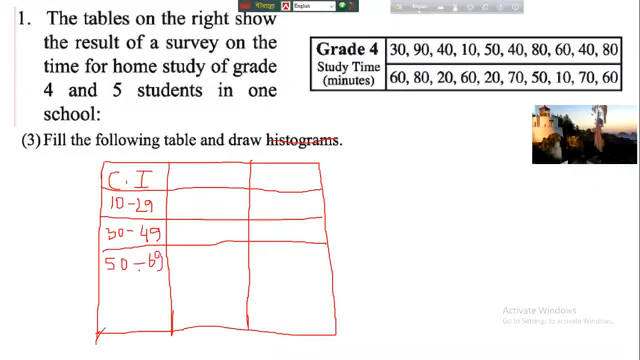 English
1. The tables on the right show
the result of a survey on the
time for home study of grade
4 and 5 students in one
school:
Grade 4
Study Time
(minutes)
30, 90, 40, 10, 50, 40, 80, 60, 40, 80
60, 80, 20, 60, 20, 70, 50, 10, 70, 60
(3) Fill the following table and draw histograms.
C. I
10-29
30-49
50-69
Activate Windows
Go to Settings to activate Windows.